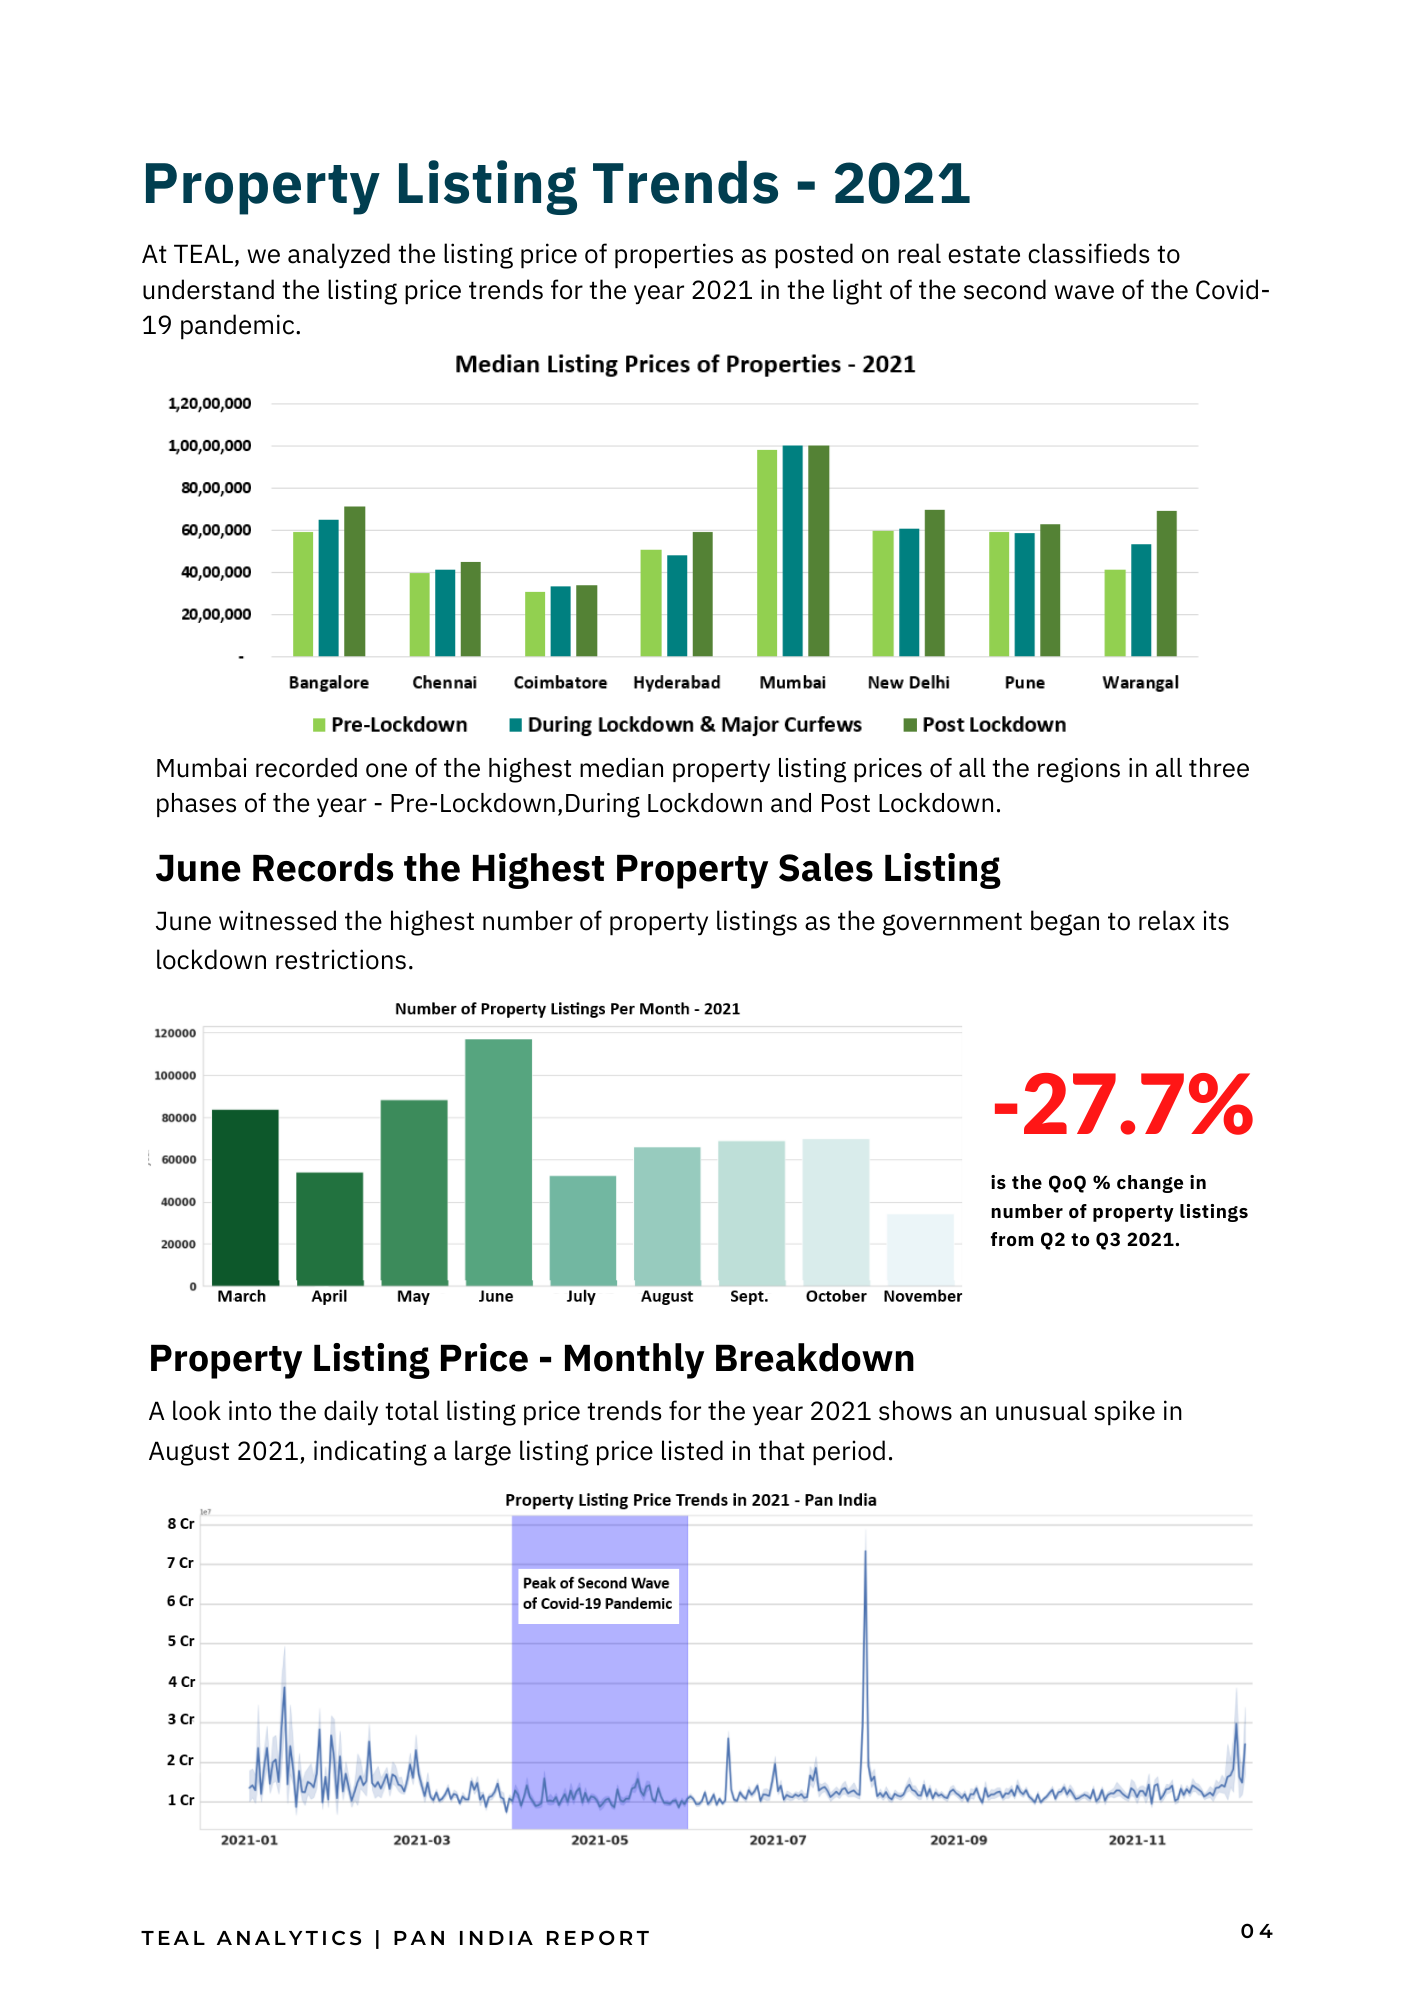 Property Listing Trends - 2021
At TEAL, we analyzed the listing price of properties as posted on real estate classifieds to
understand the listing price trends for the year 2021 in the light of the second wave of the Covid-
19 pandemic.
Median Listing Prices of Properties - 2021
1,20,00,000
1,00,00,000
80,00,000
60,00,000
40,00,000
20,00,000
-
Bangalore Chennai Coimbatore Hyderabad Mumbai New Delhi Pune Warangal
Pre-Lockdown During Lockdown & Major Curfews Post Lockdown
Mumbai recorded one of the highest median property listing prices of all the regions in all three
phases of the year - Pre-Lockdown,During Lockdown and Post Lockdown.
June Records the Highest Property Sales Listing
June witnessed the highest number of property listings as the government began to relax its
lockdown restrictions.
Number of Property Listings Per Month - 2021
120000
100000
80000
60000
40000
20000
0
March April May June July August Sept. October November
-27.7%
is the QoQ % change in
number of property listings
from Q2 to Q3 2021.
Property Listing Price - Monthly Breakdown
A look into the daily total listing price trends for the year 2021 shows an unusual spike in
August 2021, indicating a large listing price listed in that period.
Property Listing Price Trends in 2021 - Pan India
1e7
8 Cr
7 Cr
6 Cr
5 Cr
4 Cr
3 Cr
2 Cr
1 Cr
Peak of Second Wave
of Covid-19 Pandemic
2021-01 2021-03 2021-05 2021-07 2021-09 2021-11
TEAL ANALYTICS | PAN INDIA REPORT
04